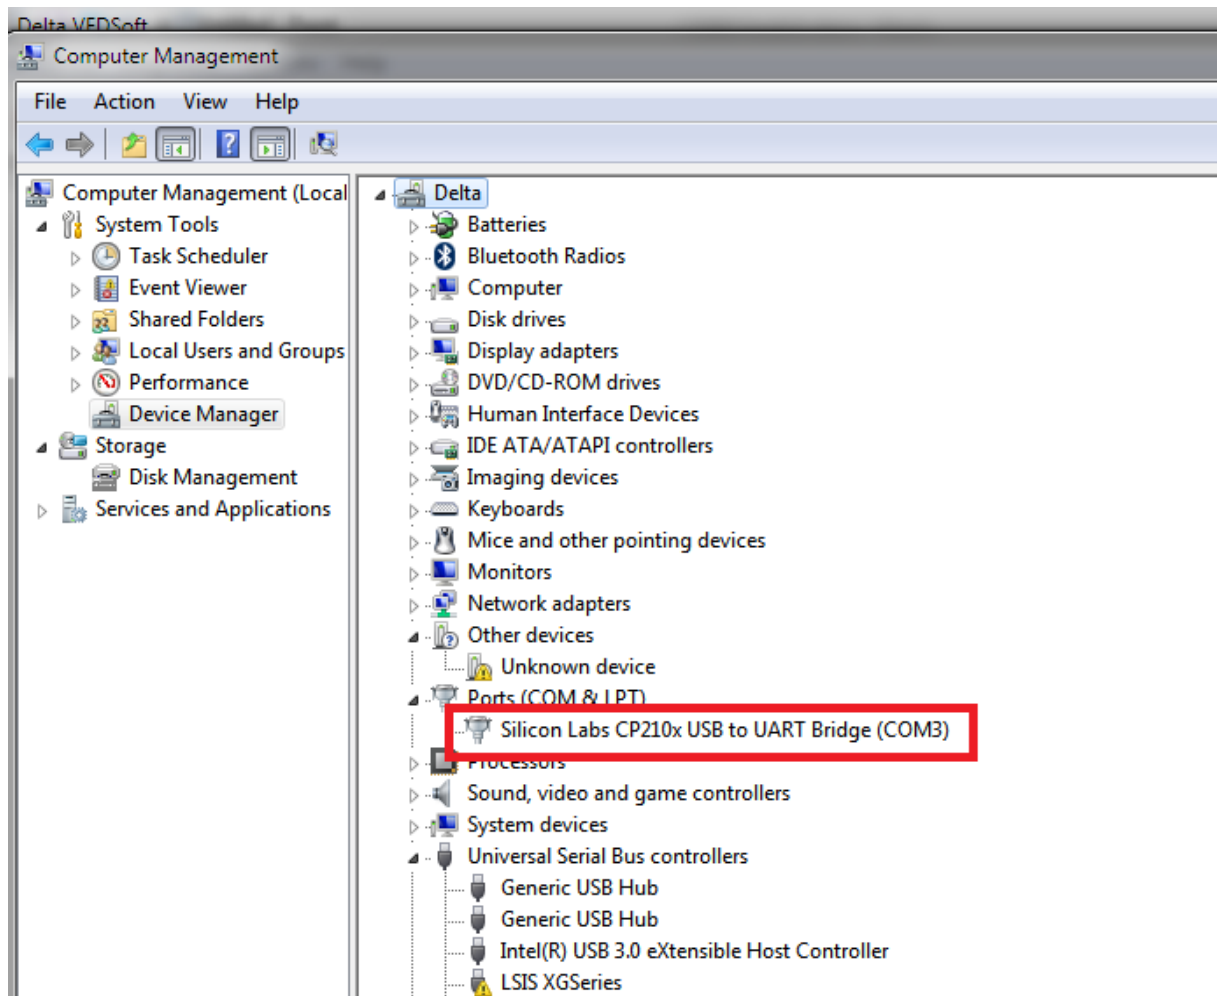 Delta VFDSoft
Computer Management
File Action View Help
Computer Management (Local
System Tools
Task Scheduler
Event Viewer
Shared Folders
Local Users and Groups
Performance
Device Manager
Storage
Disk Management
Services and Applications
Delta
Batteries
Bluetooth Radios
Computer
Disk drives
Display adapters
DVD/CD-ROM drives
Human Interface Devices
IDE ATA/ATAPI controllers
Imaging devices
Keyboards
Mice and other pointing devices
Monitors
Network adapters
Other devices
Unknown device
Ports (COM & LPT)
Silicon Labs CP210x USB to UART Bridge (COM3)
Processors
Sound, video and game controllers
System devices
Universal Serial Bus controllers
Generic USB Hub
Generic USB Hub
Intel(R) USB 3.0 eXtensible Host Controller
LSIS XGSeries